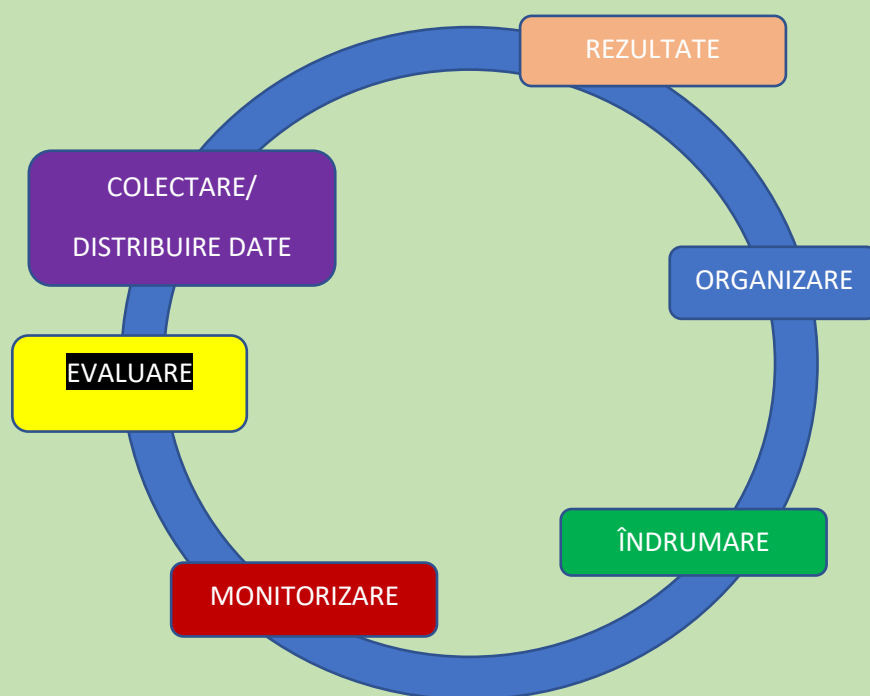 REZULTATE
COLECTARE/
DISTRIBUIRE DATE
ORGANIZARE
EVALUARE
ÎNDRUMARE
MONITORIZARE